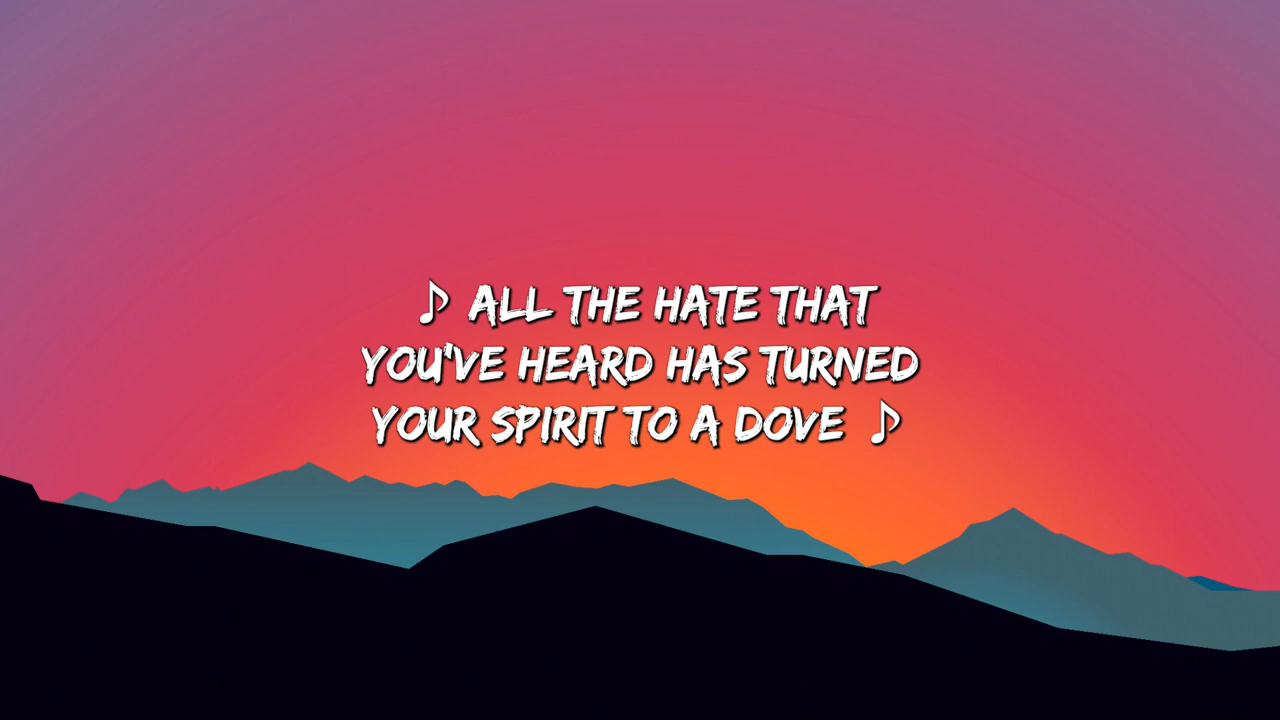 ♪ ALL THE HATE THAT
YOU'VE HEARD HAS TURNED
YOUR SPIRIT TO A DOVE ♪